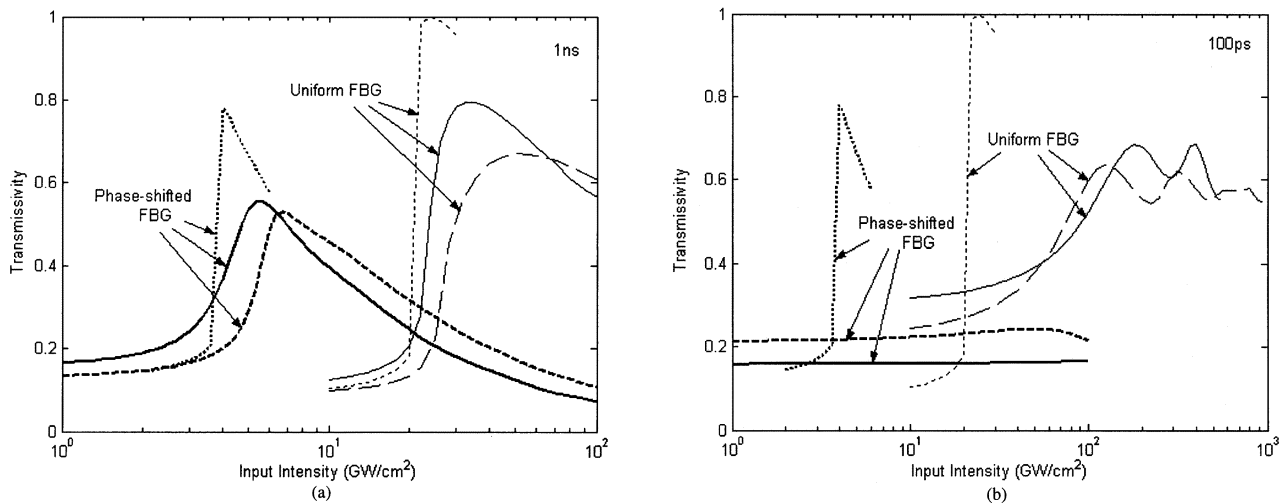 1
0.8
0.6
0.4
0.2
0
Transmissivity
1ns
Uniform FBG
Phase-shifted
FBG
10⁰
10¹
10²
Input Intensity (GW/cm²)
(a)
1
0.8
0.6
0.4
0.2
0
Transmissivity
100ps
Uniform FBG
Phase-shifted
FBG
10⁰
10¹
10²
10³
Input Intensity (GW/cm²)
(b)